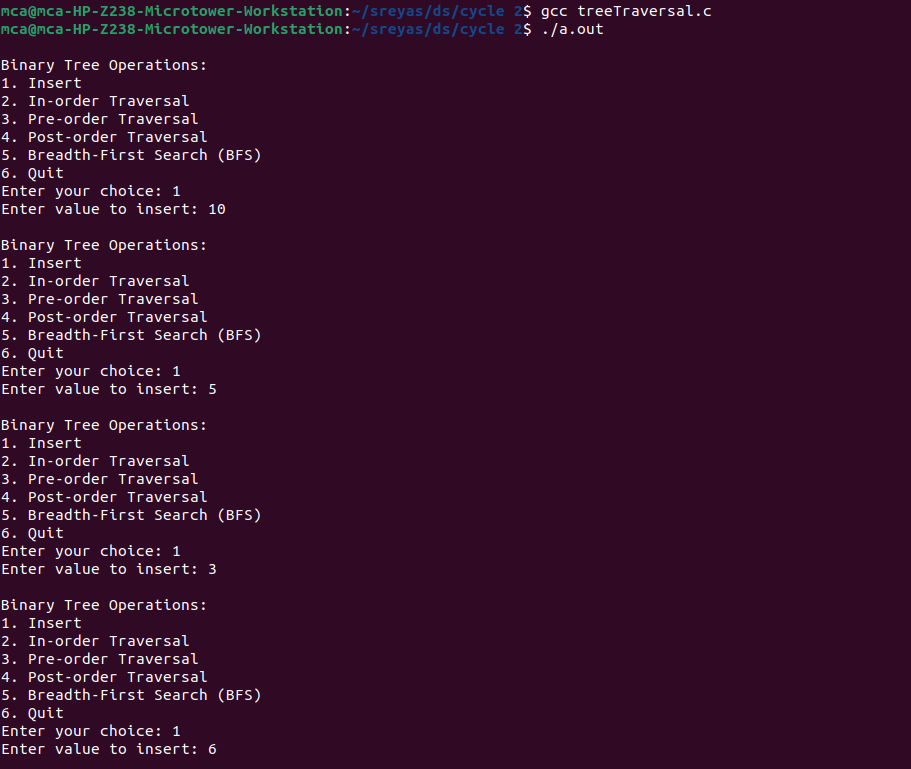 mca@mca-HP-Z238-Microtower-Workstation:~/sreyas/ds/cycle 2$ gcc treeTraversal.c
mca@mca-HP-Z238-Microtower-Workstation:~/sreyas/ds/cycle 2$ ./a.out
Binary Tree Operations:
1. Insert
2. In-order Traversal
3. Pre-order Traversal
4. Post-order Traversal
5. Breadth-First Search (BFS)
6. Quit
Enter your choice: 1
Enter value to insert: 10
Binary Tree Operations:
1. Insert
2. In-order Traversal
3. Pre-order Traversal
4. Post-order Traversal
5. Breadth-First Search (BFS)
6. Quit
Enter your choice: 1
Enter value to insert: 5
Binary Tree Operations:
1. Insert
2. In-order Traversal
3. Pre-order Traversal
4. Post-order Traversal
5. Breadth-First Search (BFS)
6. Quit
Enter your choice: 1
Enter value to insert: 3
Binary Tree Operations:
1. Insert
2. In-order Traversal
3. Pre-order Traversal
4. Post-order Traversal
5. Breadth-First Search (BFS)
6. Quit
Enter your choice: 1
Enter value to insert: 6